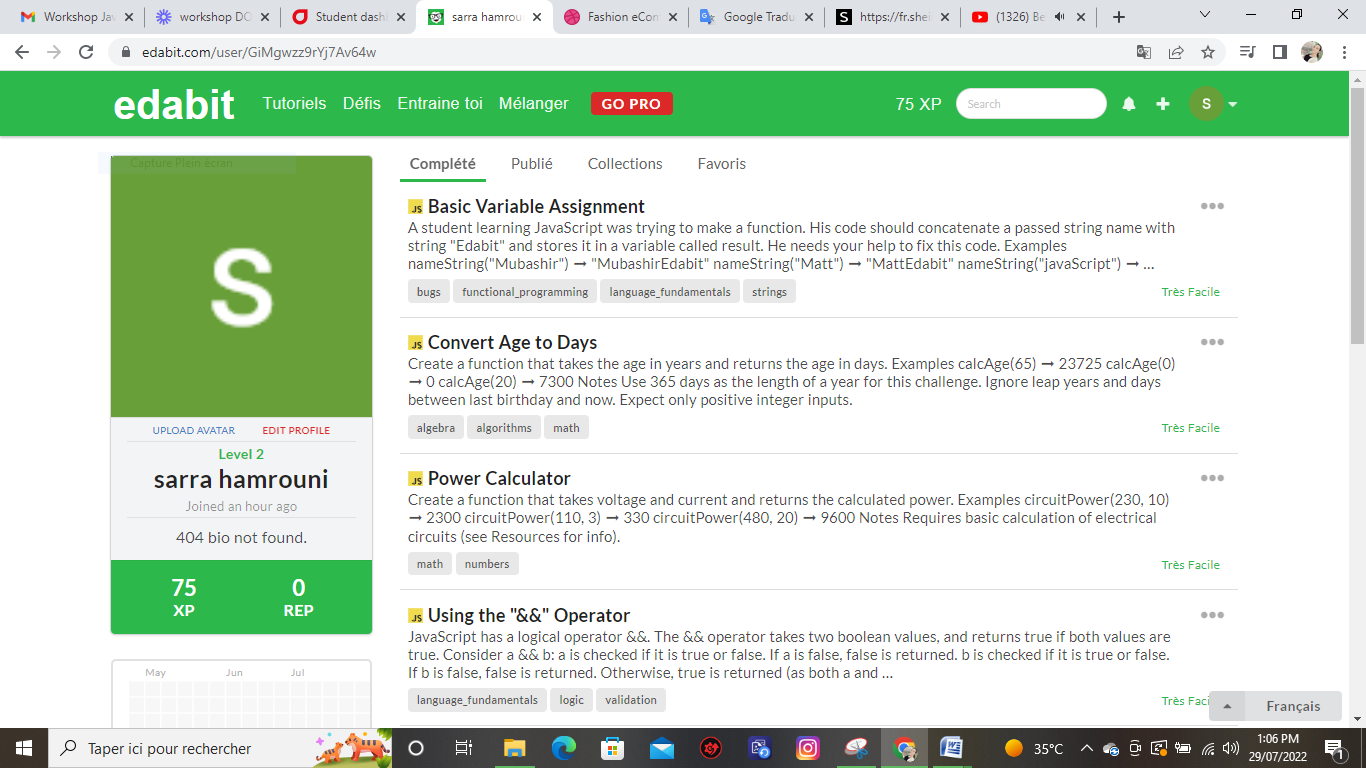 Workshop Jav
workshop DO
Student dash
sarra hamrou
Fashion eCon
Google Tradu
https://fr.shei
(1326) Be
edabit.com/user/GiMgwzz9rYj7Av64w
edabit
Tutoriels
Défis
Entraine toi
Mélanger
GO PRO
75 XP
Search
S
Capture Plein écran
S
UPLOAD AVATAR
EDIT PROFILE
Level 2
sarra hamrouni
Joined an hour ago
404 bio not found.
75
XP
0
REP
May
Jun
Jul
Complété
Publié
Collections
Favoris
JS Basic Variable Assignment
A student learning JavaScript was trying to make a function. His code should concatenate a passed string name with
string "Edabit" and stores it in a variable called result. He needs your help to fix this code. Examples
nameString("Mubashir") ➞ "MubashirEdabit" nameString("Matt") ➞ "MattEdabit" nameString("javaScript") ➞ ...
bugs
functional_programming
language_fundamentals
strings
Très Facile
JS Convert Age to Days
Create a function that takes the age in years and returns the age in days. Examples calcAge(65) ➞ 23725 calcAge(0)
➞ 0 calcAge(20) ➞ 7300 Notes Use 365 days as the length of a year for this challenge. Ignore leap years and days
between last birthday and now. Expect only positive integer inputs.
algebra
algorithms
math
Très Facile
JS Power Calculator
Create a function that takes voltage and current and returns the calculated power. Examples circuitPower(230, 10)
➞ 2300 circuitPower(110, 3) ➞ 330 circuitPower(480, 20) ➞ 9600 Notes Requires basic calculation of electrical
circuits (see Resources for info).
math
numbers
Très Facile
JS Using the "&&" Operator
JavaScript has a logical operator &&. The && operator takes two boolean values, and returns true if both values are
true. Consider a && b: a is checked if it is true or false. If a is false, false is returned. b is checked if it is true or false.
If b is false, false is returned. Otherwise, true is returned (as both a and ...
language_fundamentals
logic
validation
Très Faci
Français
Taper ici pour rechercher
35°C
1:06 PM
29/07/2022
1